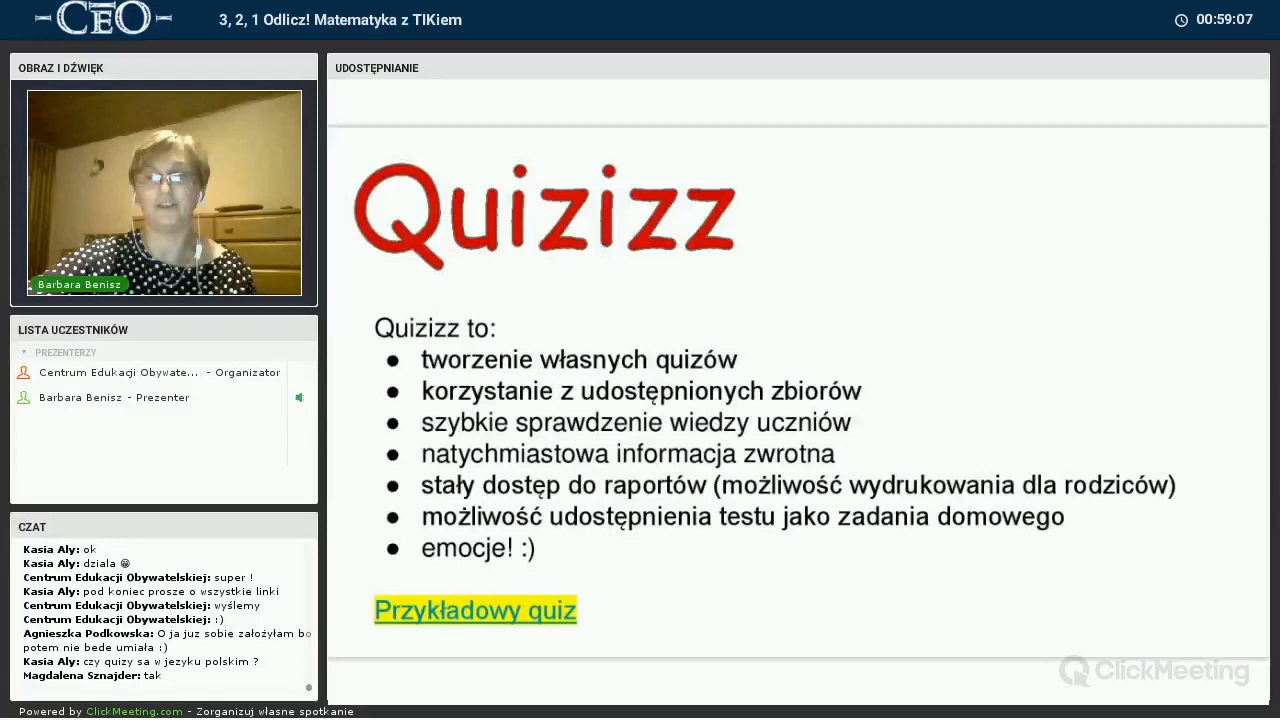 CEO
3, 2, 1 Odlicz! Matematyka z TIKiem
00:59:07
OBRAZ I DŹWIĘK
Barbara Benisz
LISTA UCZESTNIKÓW
PREZENTERZY
Centrum Edukacji Obywate... - Organizator
Barbara Benisz - Prezenter
CZAT
Kasia Aly: ok
Kasia Aly: dziala 😁
Centrum Edukacji Obywatelskiej: super !
Kasia Aly: pod koniec prosze o wszystkie linki
Centrum Edukacji Obywatelskiej: wyślemy
Centrum Edukacji Obywatelskiej: :)
Agnieszka Podkowska: O ja juz sobie założyłam bo
potem nie bede umiała :)
Kasia Aly: czy quizy sa w jezyku polskim ?
Magdalena Sznajder: tak
UDOSTĘPNIANIE
Quizizz
Quizizz to:
● tworzenie własnych quizów
● korzystanie z udostępnionych zbiorów
● szybkie sprawdzenie wiedzy uczniów
● natychmiastowa informacja zwrotna
● stały dostęp do raportów (możliwość wydrukowania dla rodziców)
● możliwość udostępnienia testu jako zadania domowego
● emocje! :)
Przykładowy quiz
ClickMeeting
Powered by ClickMeeting.com - Zorganizuj własne spotkanie